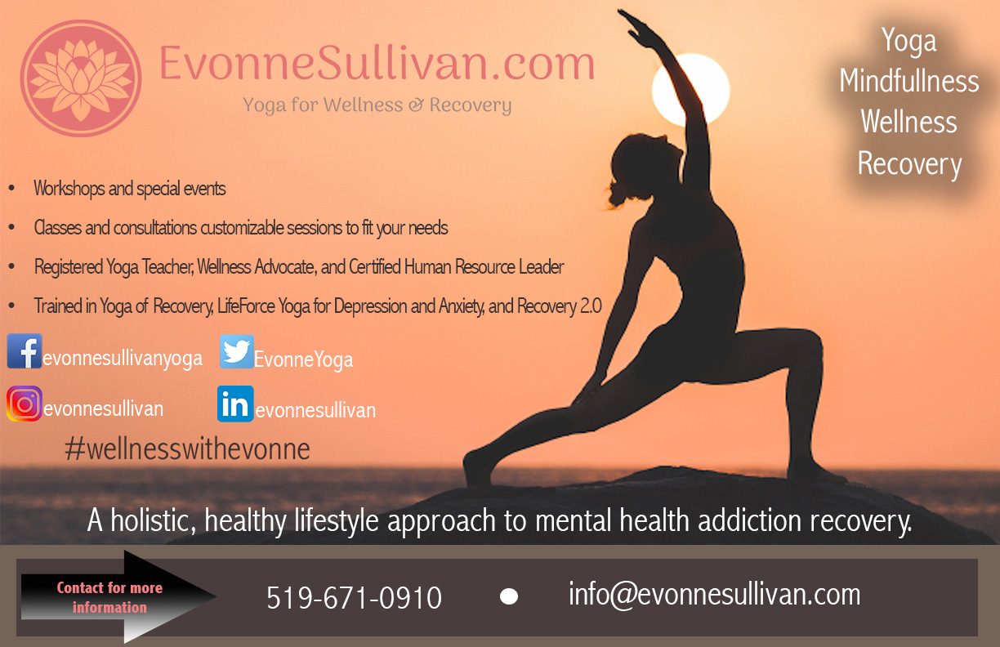 EvonneSullivan.com
Yoga for Wellness & Recovery
Yoga
Mindfullness
Wellness
Recovery
• Workshops and special events
• Classes and consultations customizable sessions to fit your needs
• Registered Yoga Teacher, Wellness Advocate, and Certified Human Resource Leader
• Trained in Yoga of Recovery, LifeForce Yoga for Depression and Anxiety, and Recovery 2.0
f evonnesullivanyoga
EvonneYoga
evonnesullivan
in evonnesullivan
#wellnesswithevonne
A holistic, healthy lifestyle approach to mental health addiction recovery.
Contact for more
information
519-671-0910 • info@evonnesullivan.com